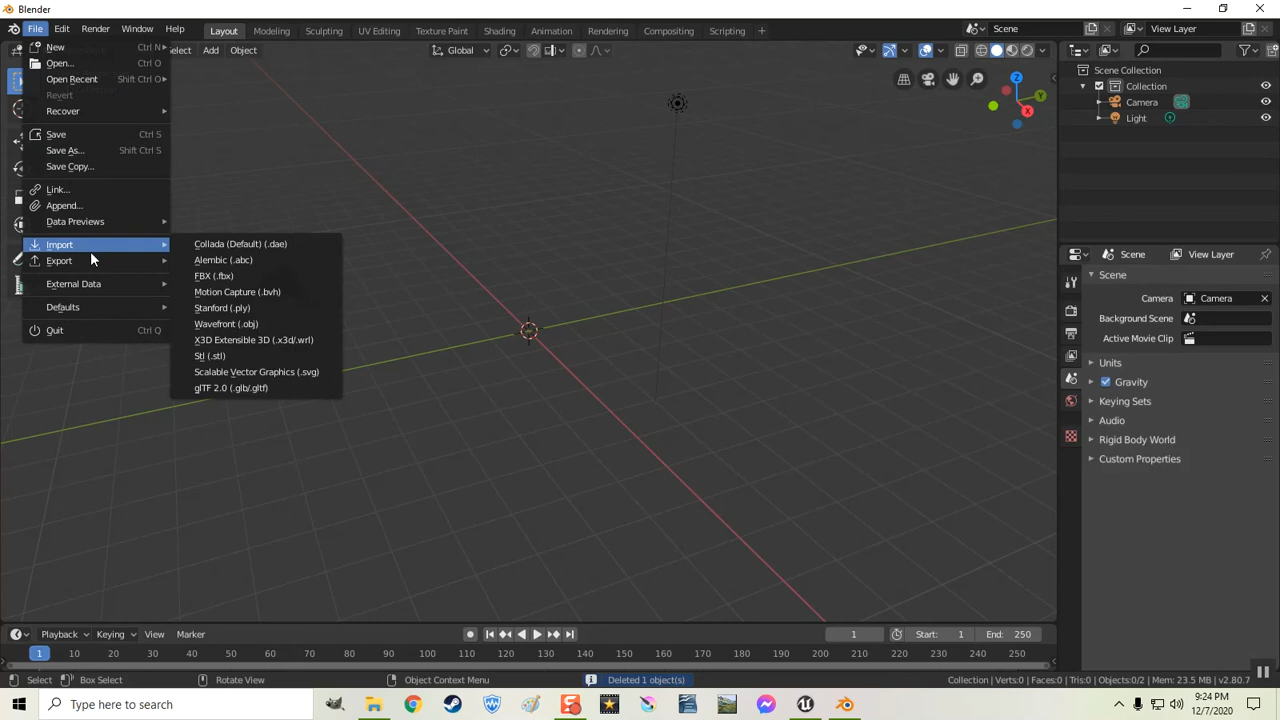 Blender
File Edit Render Window Help Layout Modeling Sculpting UV Editing Texture Paint Shading Animation Rendering Compositing Scripting + Scene View Layer
Select Add Object Global
New Ctrl N
Open... Ctrl O
Open Recent Shift Ctrl O
Revert
Recover
Save Ctrl S
Save As... Shift Ctrl S
Save Copy...
Link...
Append...
Data Previews
Import
Export
External Data
Defaults
Quit Ctrl Q
Collada (Default) (.dae)
Alembic (.abc)
FBX (.fbx)
Motion Capture (.bvh)
Stanford (.ply)
Wavefront (.obj)
X3D Extensible 3D (.x3d/.wrl)
Stl (.stl)
Scalable Vector Graphics (.svg)
glTF 2.0 (.glb/.gltf)
Z
Y
X
Scene Collection
Collection
Camera
Light
Scene View Layer
Scene
Camera Camera
Background Scene
Active Movie Clip
Units
Gravity
Keying Sets
Audio
Rigid Body World
Custom Properties
Playback Keying View Marker 1 Start: 1 End: 250
1 10 20 30 40 50 60 70 80 90 100 110 120 130 140 150 160 170 180 190 200 210 220 230 240 250
Select Box Select Rotate View Object Context Menu Deleted 1 object(s) Collection | Verts:0 | Faces:0 | Tris:0 | Objects:0/2 | Mem: 23.5 MB | v2.80.7
Type here to search
9:24 PM
12/7/2020